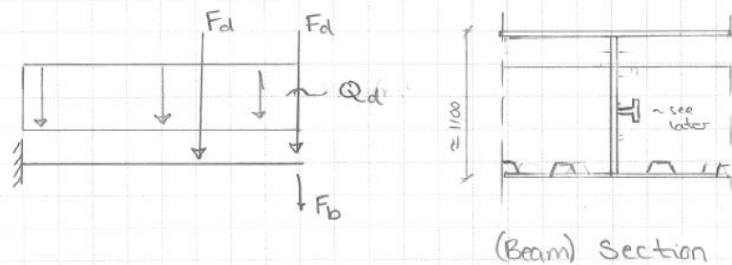 Fd Fd
Qd
Fb
≈ 1100
~ see
later
(Beam) Section